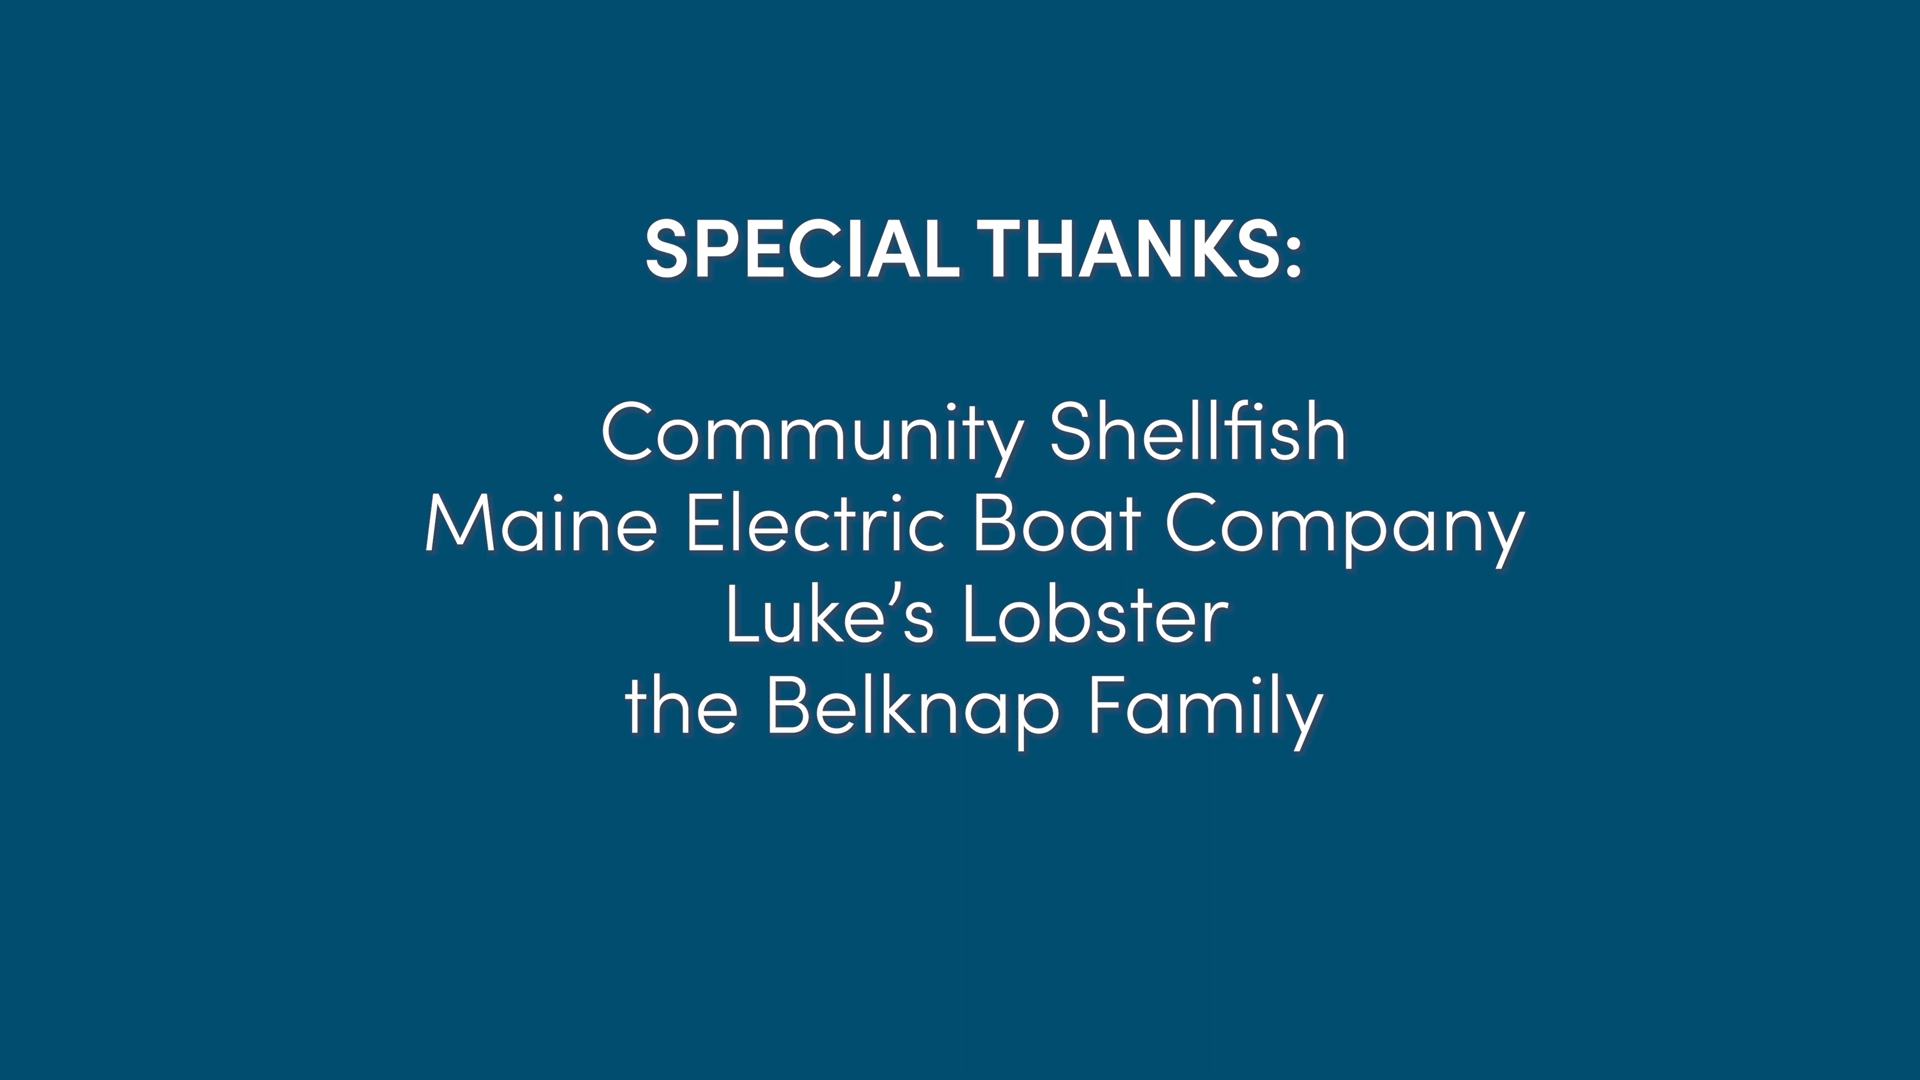 SPECIAL THANKS:
Community Shellfish
Maine Electric Boat Company
Luke’s Lobster
the Belknap Family